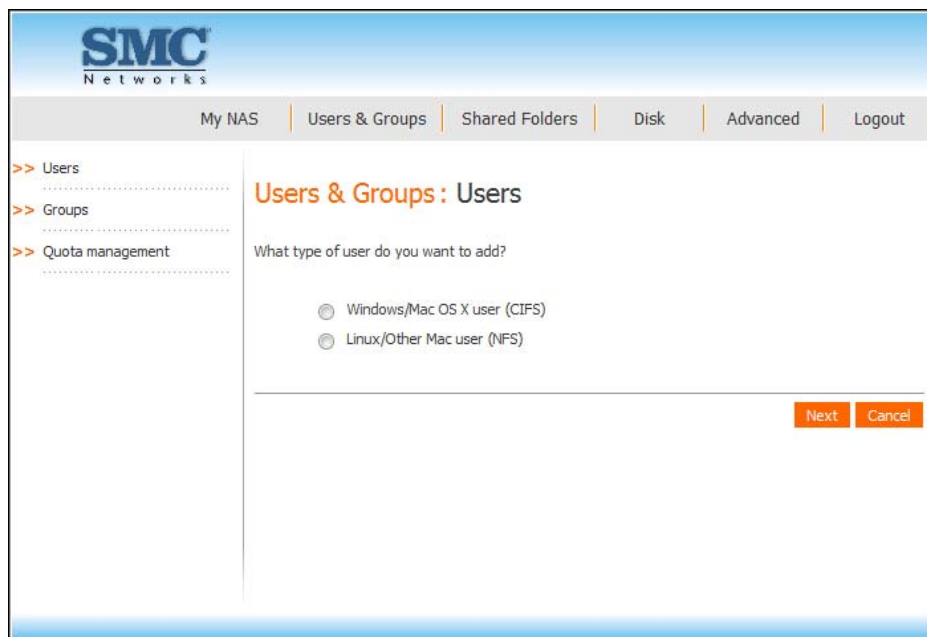 SMC
Networks
My NAS Users & Groups Shared Folders Disk Advanced Logout
>> Users
>> Groups
>> Quota management
Users & Groups : Users
What type of user do you want to add?
Windows/Mac OS X user (CIFS)
Linux/Other Mac user (NFS)
Next Cancel